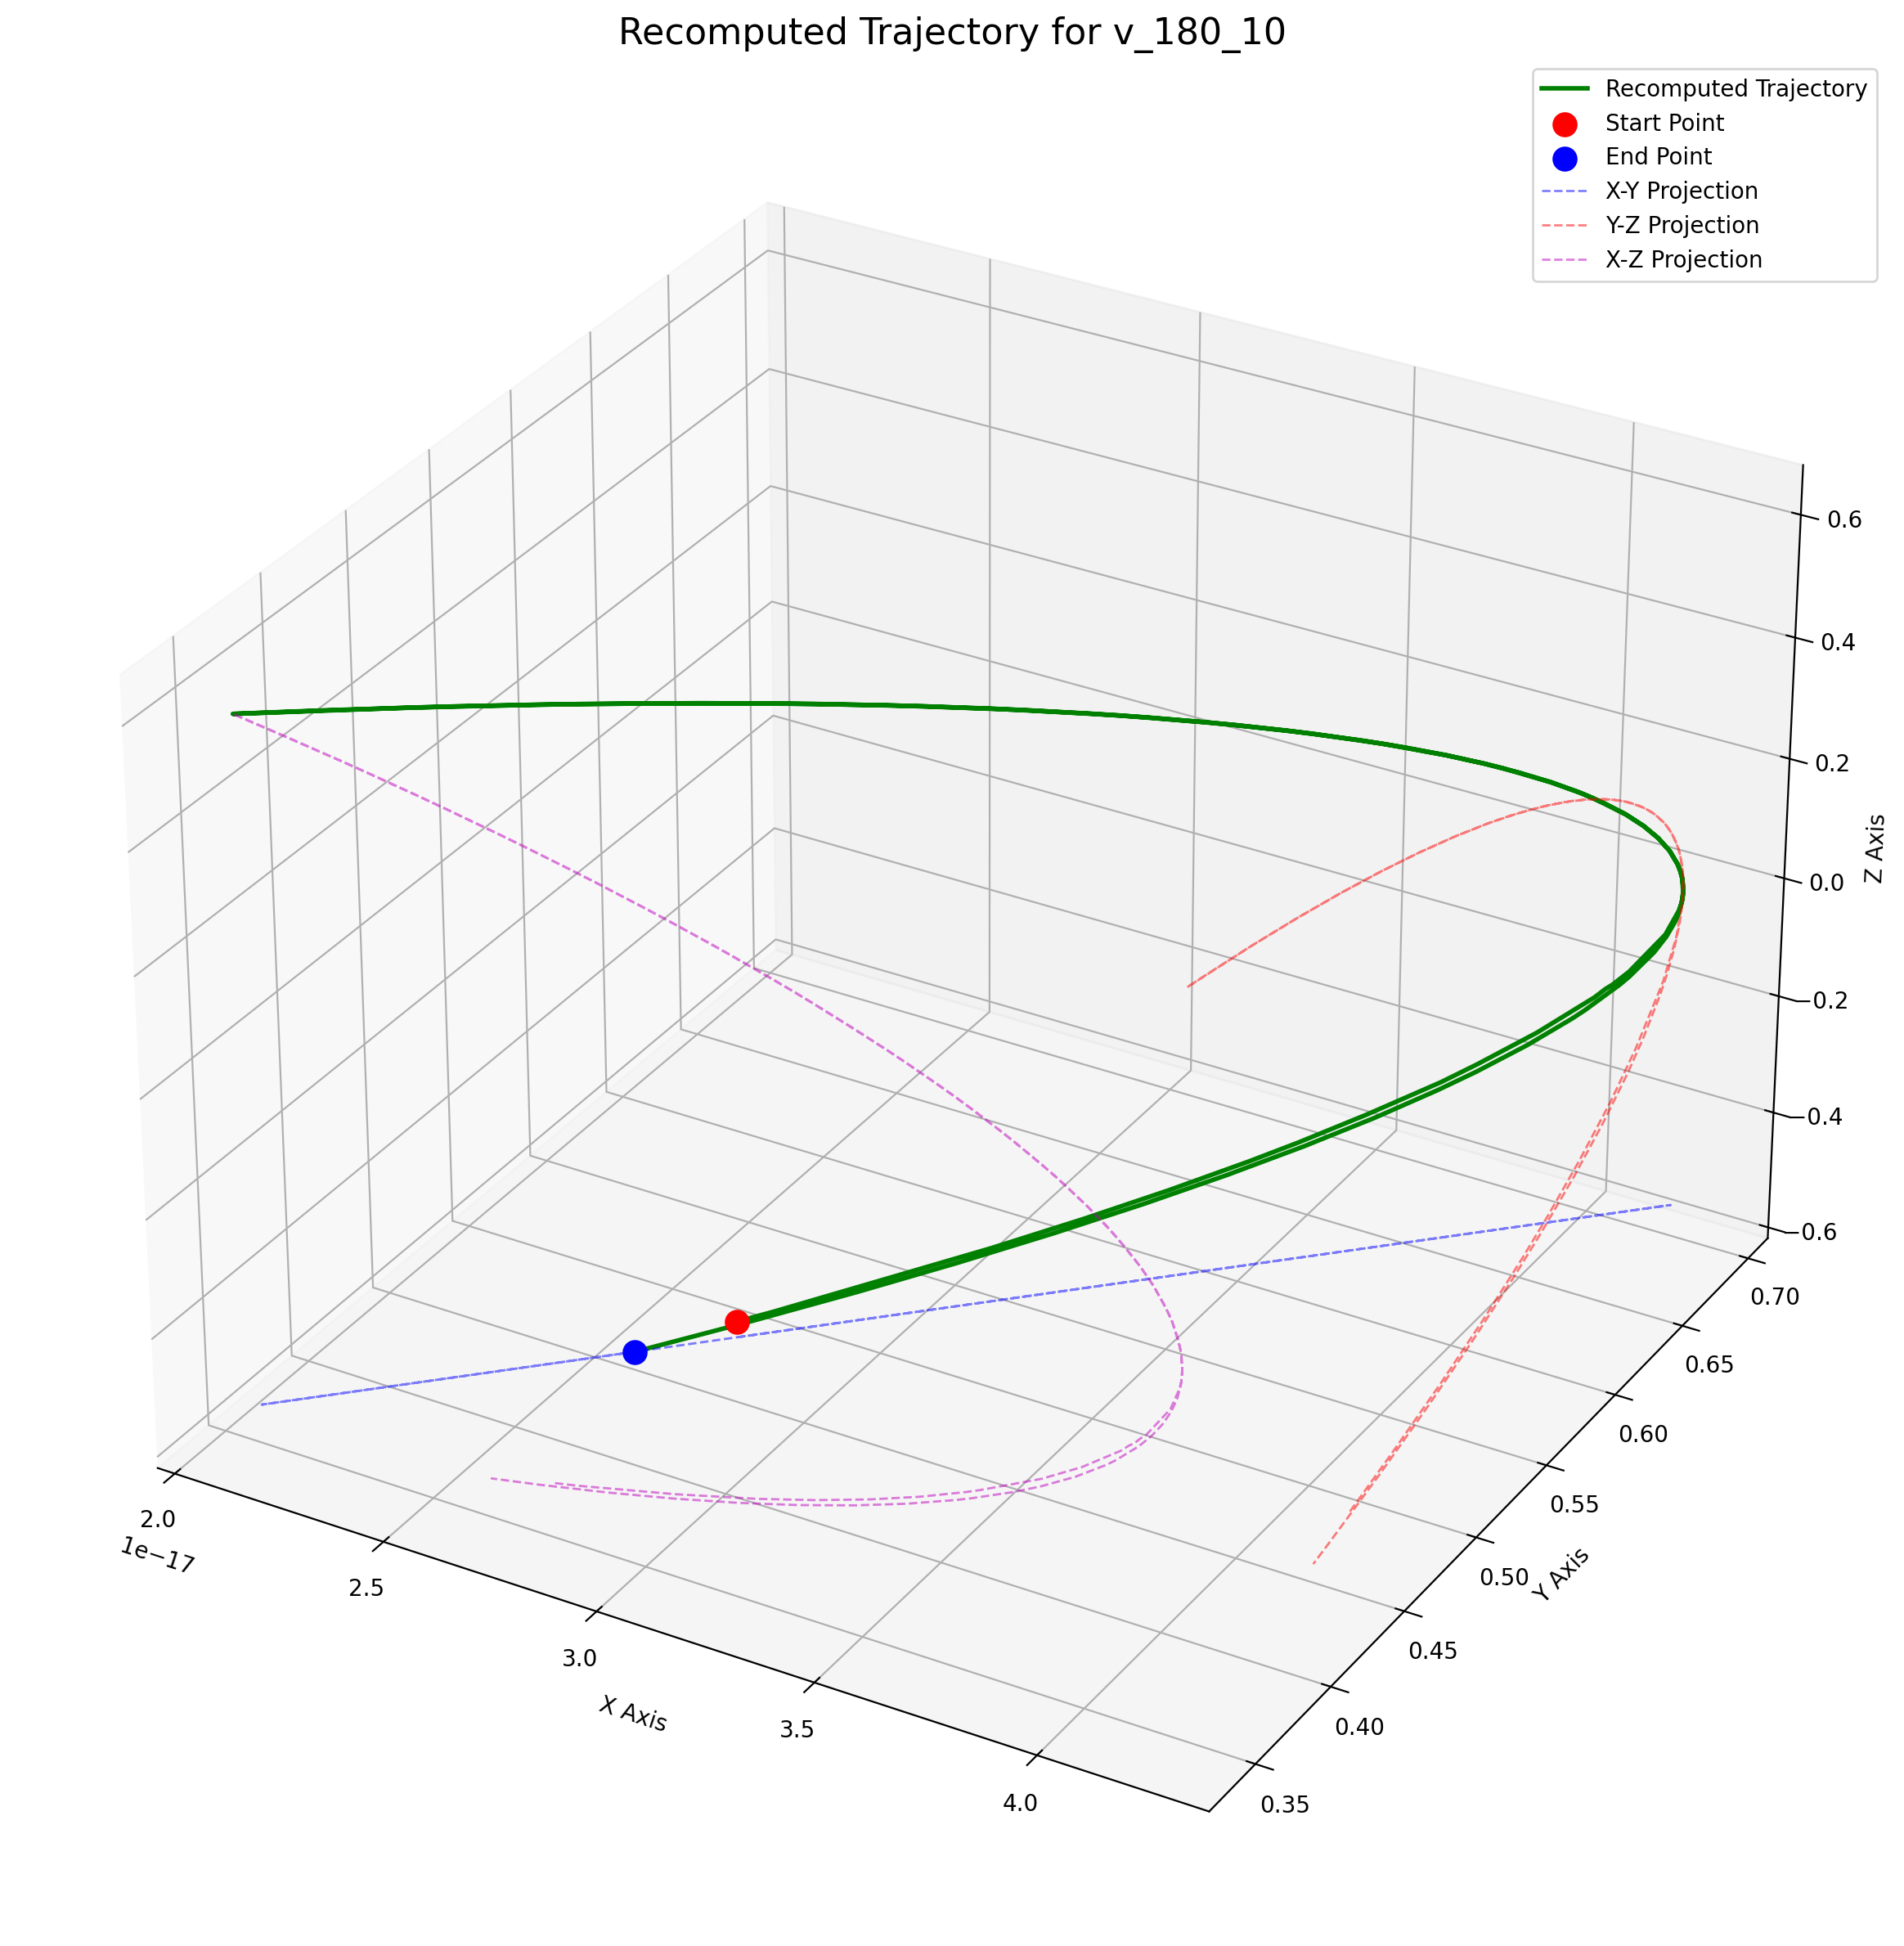 Recomputed Trajectory for v_180_10
Recomputed Trajectory
Start Point
End Point
X-Y Projection
Y-Z Projection
X-Z Projection
0.6
0.4
0.2
0.0
−0.2
−0.4
−0.6
Z Axis
0.70
0.65
0.60
0.55
0.50
0.45
0.40
0.35
Y Axis
2.0
2.5
3.0
3.5
4.0
1e−17
X Axis